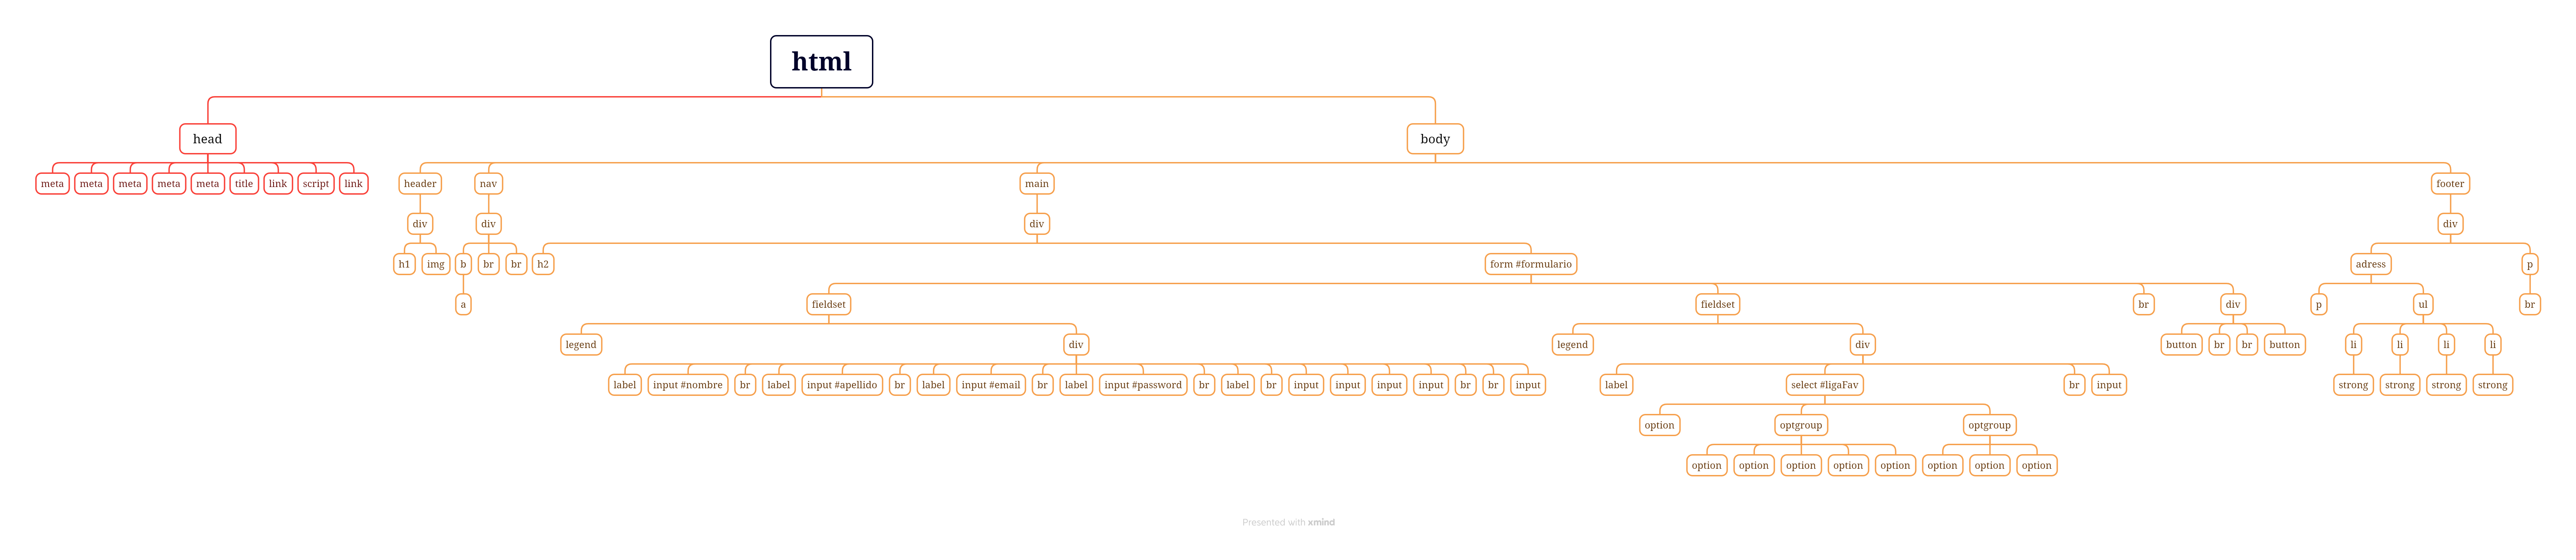 html
head
body
meta meta meta meta meta title link script link
header nav main footer
div div div div
h1 img b br br h2 form #formulario adress p
a fieldset fieldset br div p ul br
legend div legend div button br br button li li li li
label input #nombre br label input #apellido br label input #email br label input #password br label br input input input input br br input label select #ligaFav br input strong strong strong strong
option optgroup optgroup
option option option option option option option option
Presented with xmind